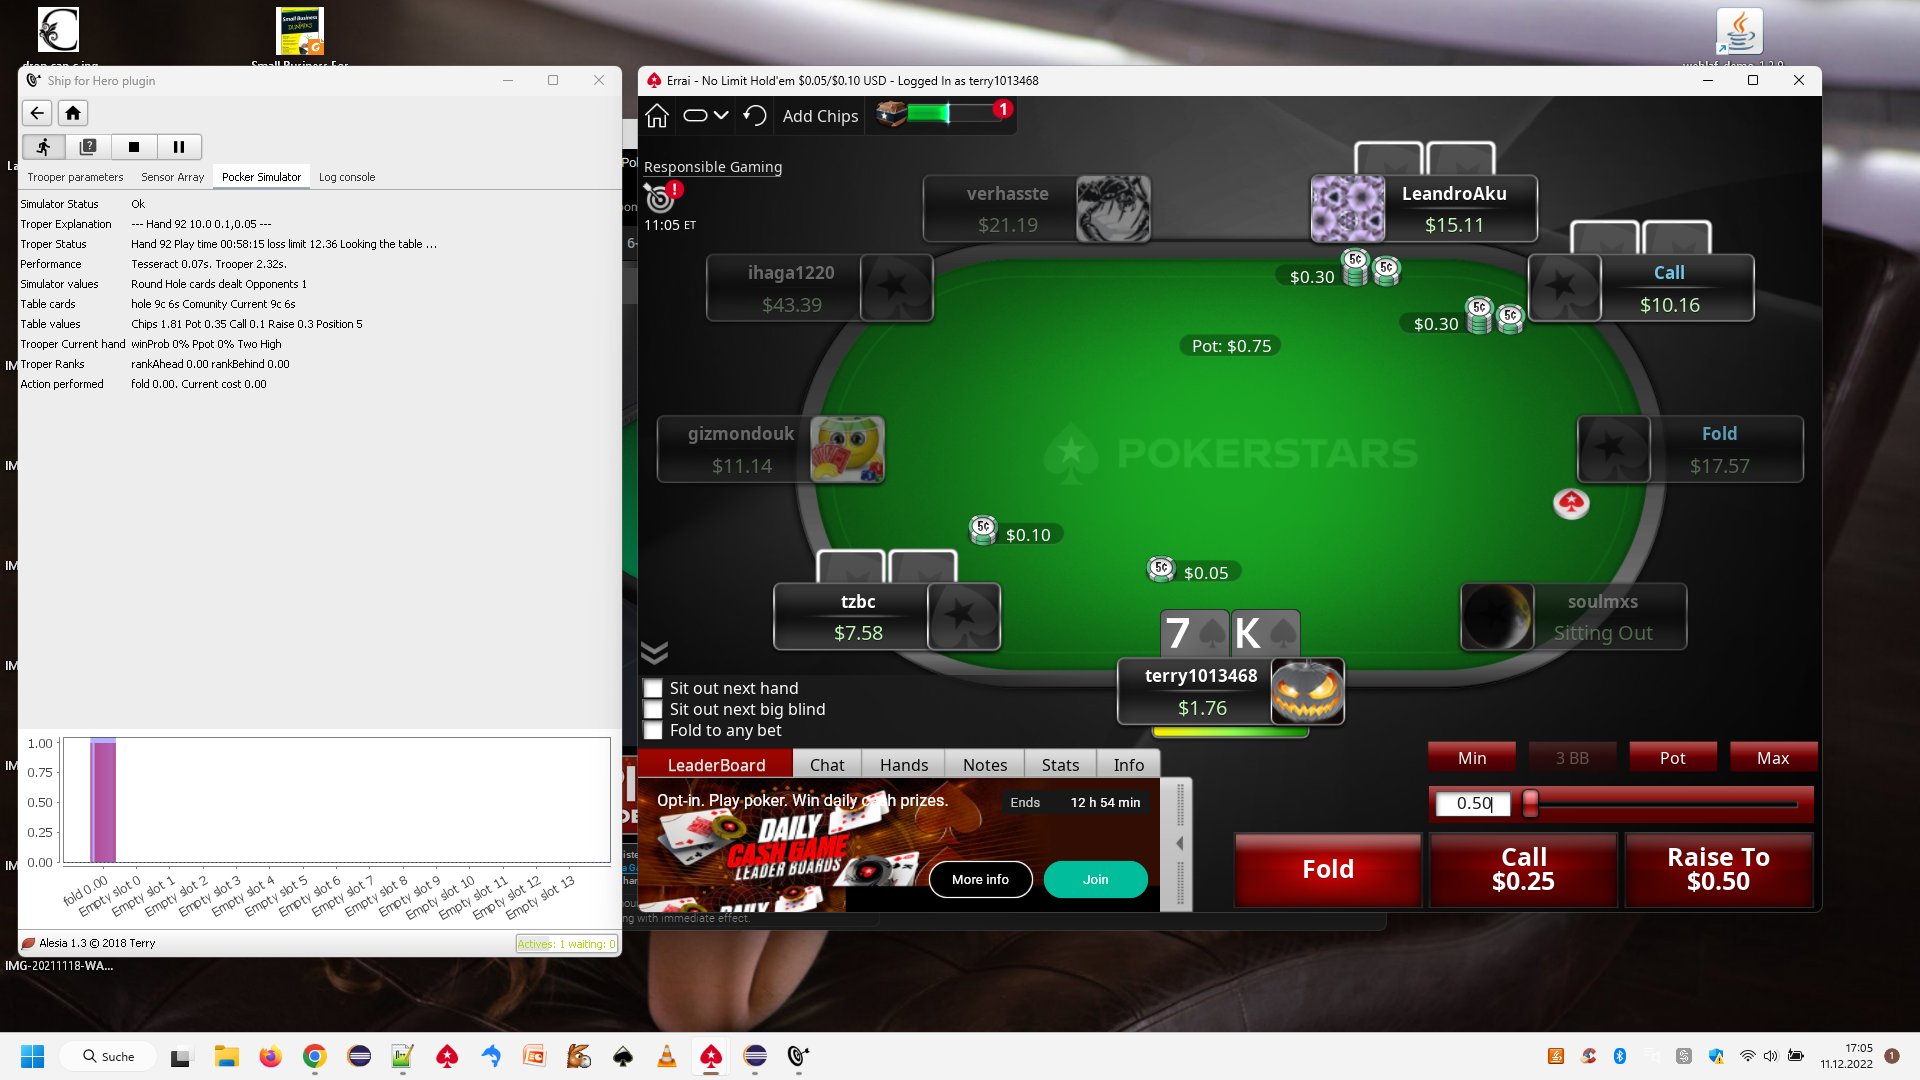 Ship for Hero plugin
Trooper parameters
Sensor Array
Pocker Simulator
Log console
Simulator Status Ok
Troper Explanation --- Hand 92 10.0 0.1,0.05 ---
Troper Status Hand 92 Play time 00:58:15 loss limit 12.36 Looking the table ...
Performance Tesseract 0.07s. Trooper 2.32s.
Simulator values Round Hole cards dealt Opponents 1
Table cards hole 9c 6s Comunity Current 9c 6s
Table values Chips 1.81 Pot 0.35 Call 0.1 Raise 0.3 Position 5
Trooper Current hand winProb 0% Ppot 0% Two High
Troper Ranks rankAhead 0.00 rankBehind 0.00
Action performed fold 0.00. Current cost 0.00
1.00
0.75
0.50
0.25
0.00
fold 0.00
Empty slot 0
Empty slot 1
Empty slot 2
Empty slot 3
Empty slot 4
Empty slot 5
Empty slot 6
Empty slot 7
Empty slot 8
Empty slot 9
Empty slot 10
Empty slot 11
Empty slot 12
Empty slot 13
Alesia 1.3 © 2018 Terry
Actives: 1 waiting: 0
IMG-20211118-WA...
Errai - No Limit Hold'em $0.05/$0.10 USD - Logged In as terry1013468
Add Chips
1
Responsible Gaming
11:05 ET
verhasste
$21.19
LeandroAku
$15.11
ihaga1220
$43.39
Call
$10.16
$0.30
$0.30
Pot: $0.75
gizmondouk
$11.14
POKERSTARS
Fold
$17.57
$0.10
$0.05
tzbc
$7.58
7 K
terry1013468
$1.76
soulmxs
Sitting Out
Sit out next hand
Sit out next big blind
Fold to any bet
LeaderBoard
Chat
Hands
Notes
Stats
Info
Opt-in. Play poker. Win daily cash prizes.
Ends 12 h 54 min
DAILY
CASH GAME
LEADER BOARDS
More info
Join
Min
3 BB
Pot
Max
0.50
Fold
Call
$0.25
Raise To
$0.50
ng with immediate effect.
Suche
17:05
11.12.2022
1